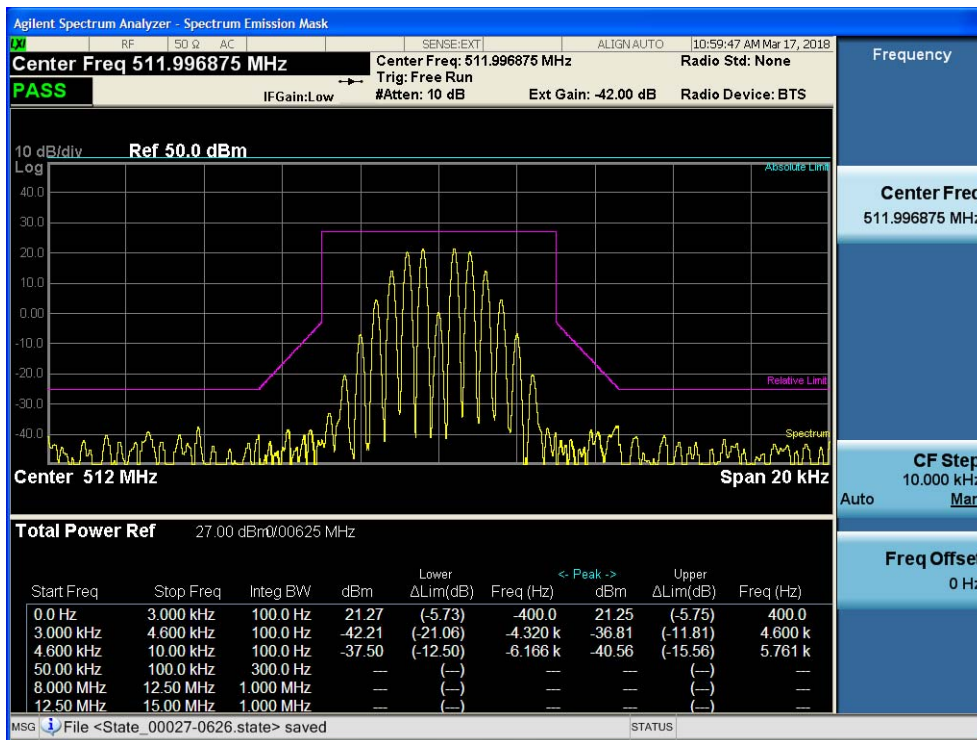 Agilent Spectrum Analyzer - Spectrum Emission Mask
LXI RF 50 Ω AC SENSE:EXT ALIGN AUTO 10:59:47 AM Mar 17, 2018
Center Freq 511.996875 MHz
Center Freq: 511.996875 MHz Radio Std: None
Trig: Free Run
PASS IFGain:Low #Atten: 10 dB Ext Gain: -42.00 dB Radio Device: BTS
Frequency
10 dB/div Ref 50.0 dBm
Log
Absolute Limit
40.0
30.0
20.0
10.0
0.00
-10.0
-20.0
Relative Limit
-30.0
-40.0
Spectrum
Center 512 MHz Span 20 kHz
Center Freq
511.996875 MHz
CF Step
10.000 kHz
Auto Man
Freq Offset
0 Hz
Total Power Ref 27.00 dBm/0.00625 MHz
Lower <- Peak -> Upper
Start Freq Stop Freq Integ BW dBm ΔLim(dB) Freq (Hz) dBm ΔLim(dB) Freq (Hz)
0.0 Hz 3.000 kHz 100.0 Hz 21.27 (-5.73) -400.0 21.25 (-5.75) 400.0
3.000 kHz 4.600 kHz 100.0 Hz -42.21 (-21.06) -4.320 k -36.81 (-11.81) 4.600 k
4.600 kHz 10.00 kHz 100.0 Hz -37.50 (-12.50) -6.166 k -40.56 (-15.56) 5.761 k
50.00 kHz 100.0 kHz 300.0 Hz --- (---) --- --- (---) ---
8.000 MHz 12.50 MHz 1.000 MHz --- (---) --- --- (---) ---
12.50 MHz 15.00 MHz 1.000 MHz --- (---) --- --- (---) ---
MSG File <State_00027-0626.state> saved STATUS